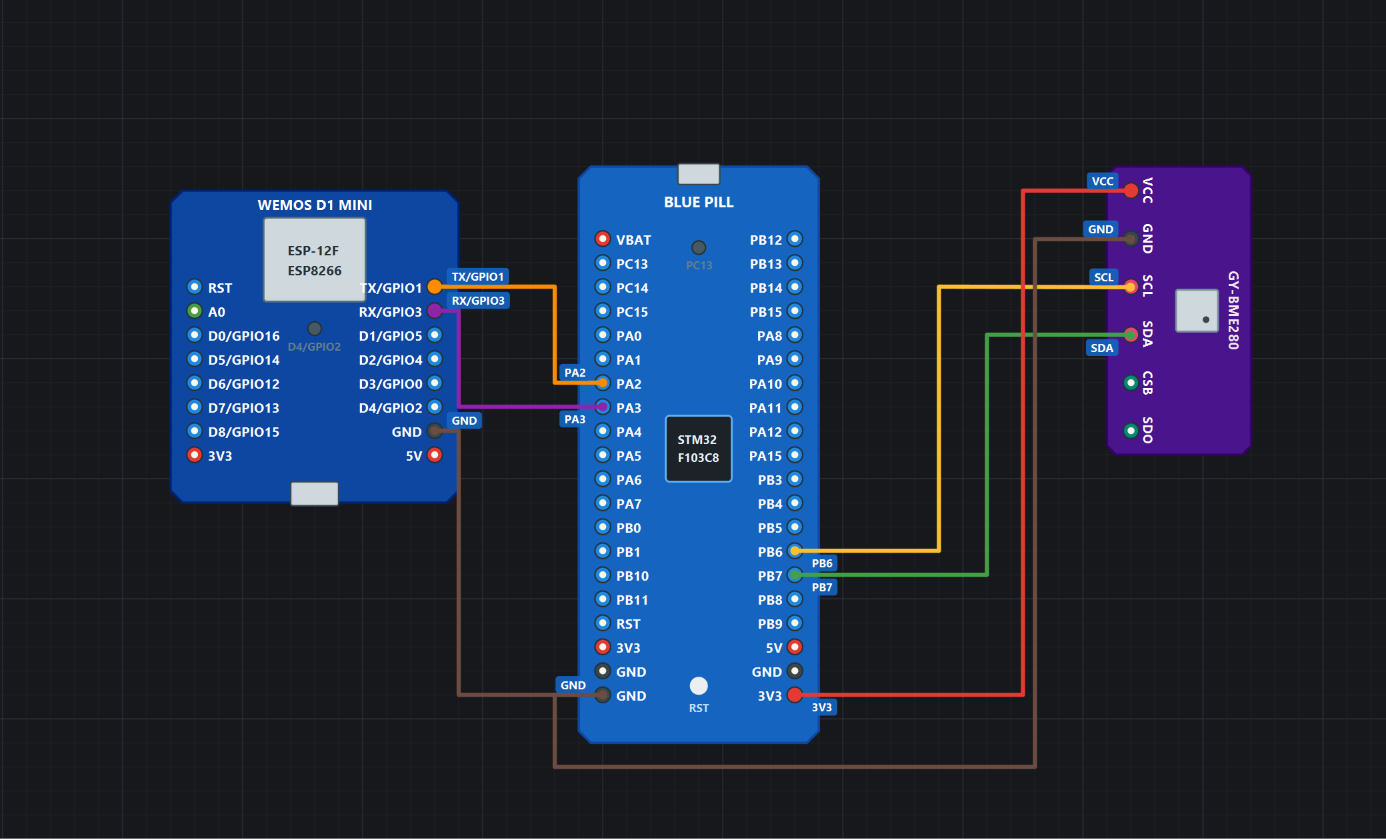 WEMOS D1 MINI
ESP-12F
ESP8266
RST
A0
D0/GPIO16
D5/GPIO14
D6/GPIO12
D7/GPIO13
D8/GPIO15
3V3
D4/GPIO2
TX/GPIO1
RX/GPIO3
D1/GPIO5
D2/GPIO4
D3/GPIO0
D4/GPIO2
GND
5V
TX/GPIO1
RX/GPIO3
GND
PA2
PA3
GND
BLUE PILL
PC13
VBAT
PC13
PC14
PC15
PA0
PA1
PA2
PA3
PA4
PA5
PA6
PA7
PB0
PB1
PB10
PB11
RST
3V3
GND
GND
STM32
F103C8
RST
PB12
PB13
PB14
PB15
PA8
PA9
PA10
PA11
PA12
PA15
PB3
PB4
PB5
PB6
PB7
PB8
PB9
5V
GND
3V3
PB6
PB7
3V3
VCC
GND
SCL
SDA
VCC
GND
SCL
SDA
CSB
SDO
GY-BME280